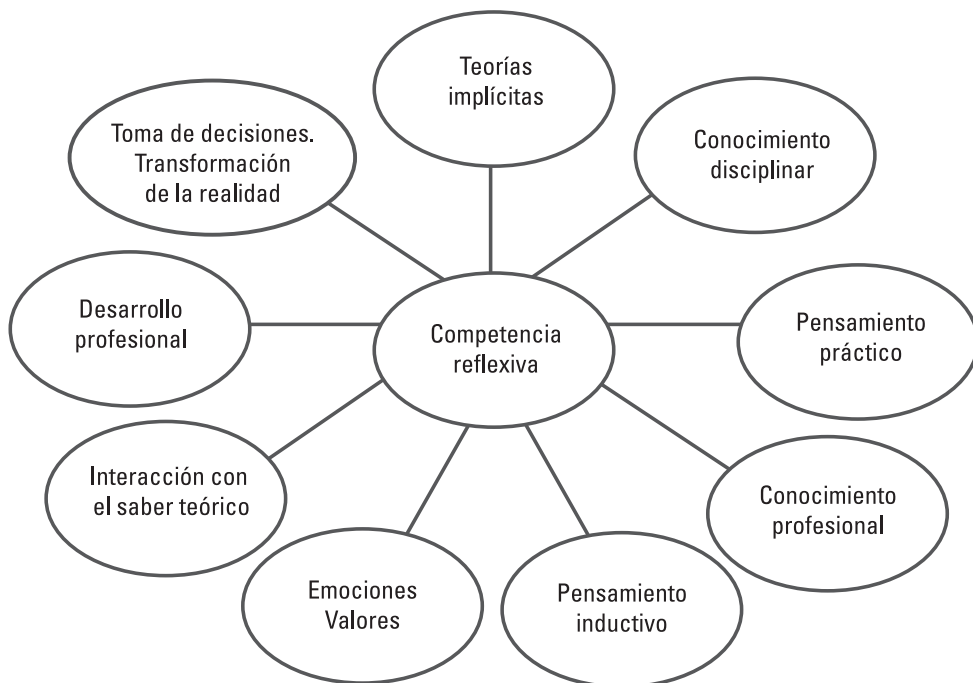 Teorías
implícitas
Conocimiento
disciplinar
Pensamiento
práctico
Conocimiento
profesional
Pensamiento
inductivo
Emociones
Valores
Interacción con
el saber teórico
Desarrollo
profesional
Toma de decisiones.
Transformación
de la realidad
Competencia
reflexiva